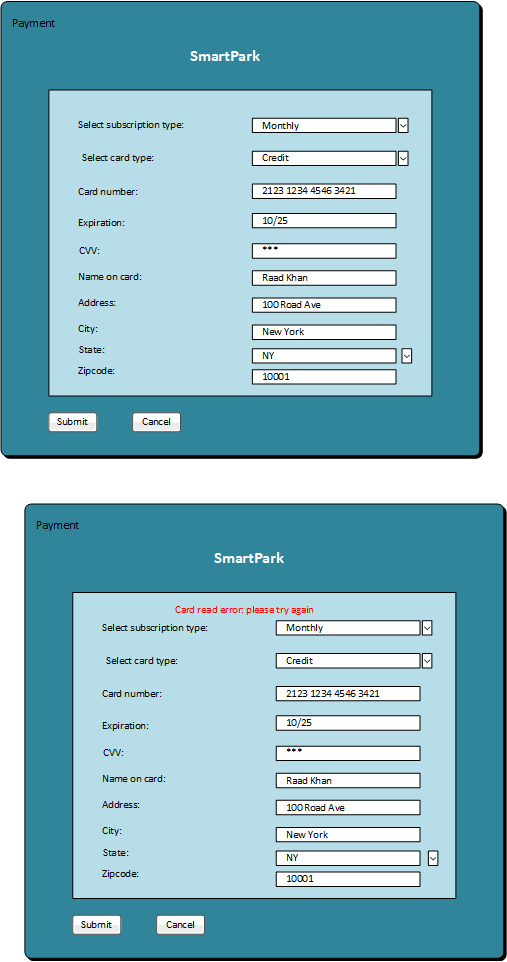 Payment
SmartPark
Select subscription type: Monthly
Select card type: Credit
Card number: 2123 1234 4546 3421
Expiration: 10/25
CVV: ***
Name on card: Raad Khan
Address: 100 Road Ave
City: New York
State: NY
Zipcode: 10001
Submit Cancel
Payment
SmartPark
Card read error: please try again
Select subscription type: Monthly
Select card type: Credit
Card number: 2123 1234 4546 3421
Expiration: 10/25
CVV: ***
Name on card: Raad Khan
Address: 100 Road Ave
City: New York
State: NY
Zipcode: 10001
Submit Cancel